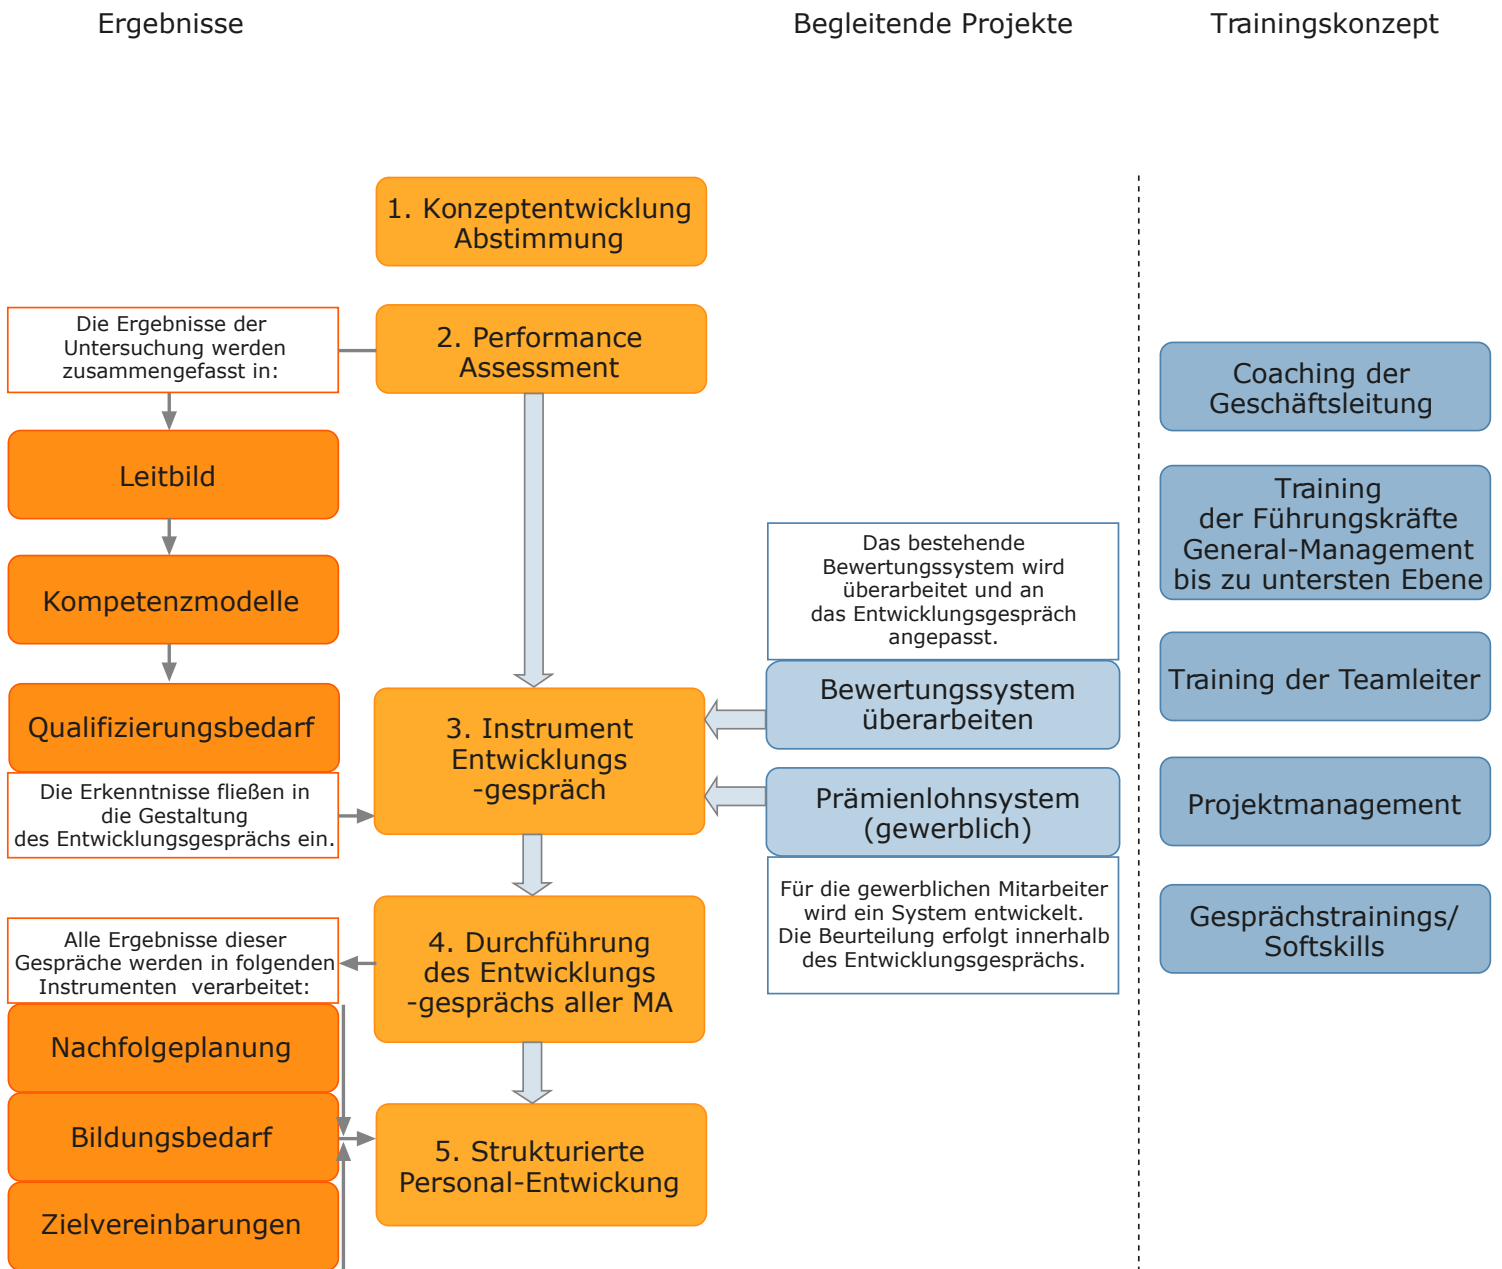 Ergebnisse
Begleitende Projekte
Trainingskonzept
1. Konzeptentwicklung
Abstimmung
2. Performance
Assessment
Die Ergebnisse der
Untersuchung werden
zusammengefasst in:
Leitbild
Kompetenzmodelle
Qualifizierungsbedarf
Die Erkenntnisse fließen in
die Gestaltung
des Entwicklungsgesprächs ein.
3. Instrument
Entwicklungs
-gespräch
Das bestehende
Bewertungssystem wird
überarbeitet und an
das Entwicklungsgespräch
angepasst.
Bewertungssystem
überarbeiten
Prämienlohnsystem
(gewerblich)
Für die gewerblichen Mitarbeiter
wird ein System entwickelt.
Die Beurteilung erfolgt innerhalb
des Entwicklungsgesprächs.
Alle Ergebnisse dieser
Gespräche werden in folgenden
Instrumenten verarbeitet:
4. Durchführung
des Entwicklungs
-gesprächs aller MA
Nachfolgeplanung
Bildungsbedarf
Zielvereinbarungen
5. Strukturierte
Personal-Entwickung
Coaching der
Geschäftsleitung
Training
der Führungskräfte
General-Management
bis zu untersten Ebene
Training der Teamleiter
Projektmanagement
Gesprächstrainings/
Softskills